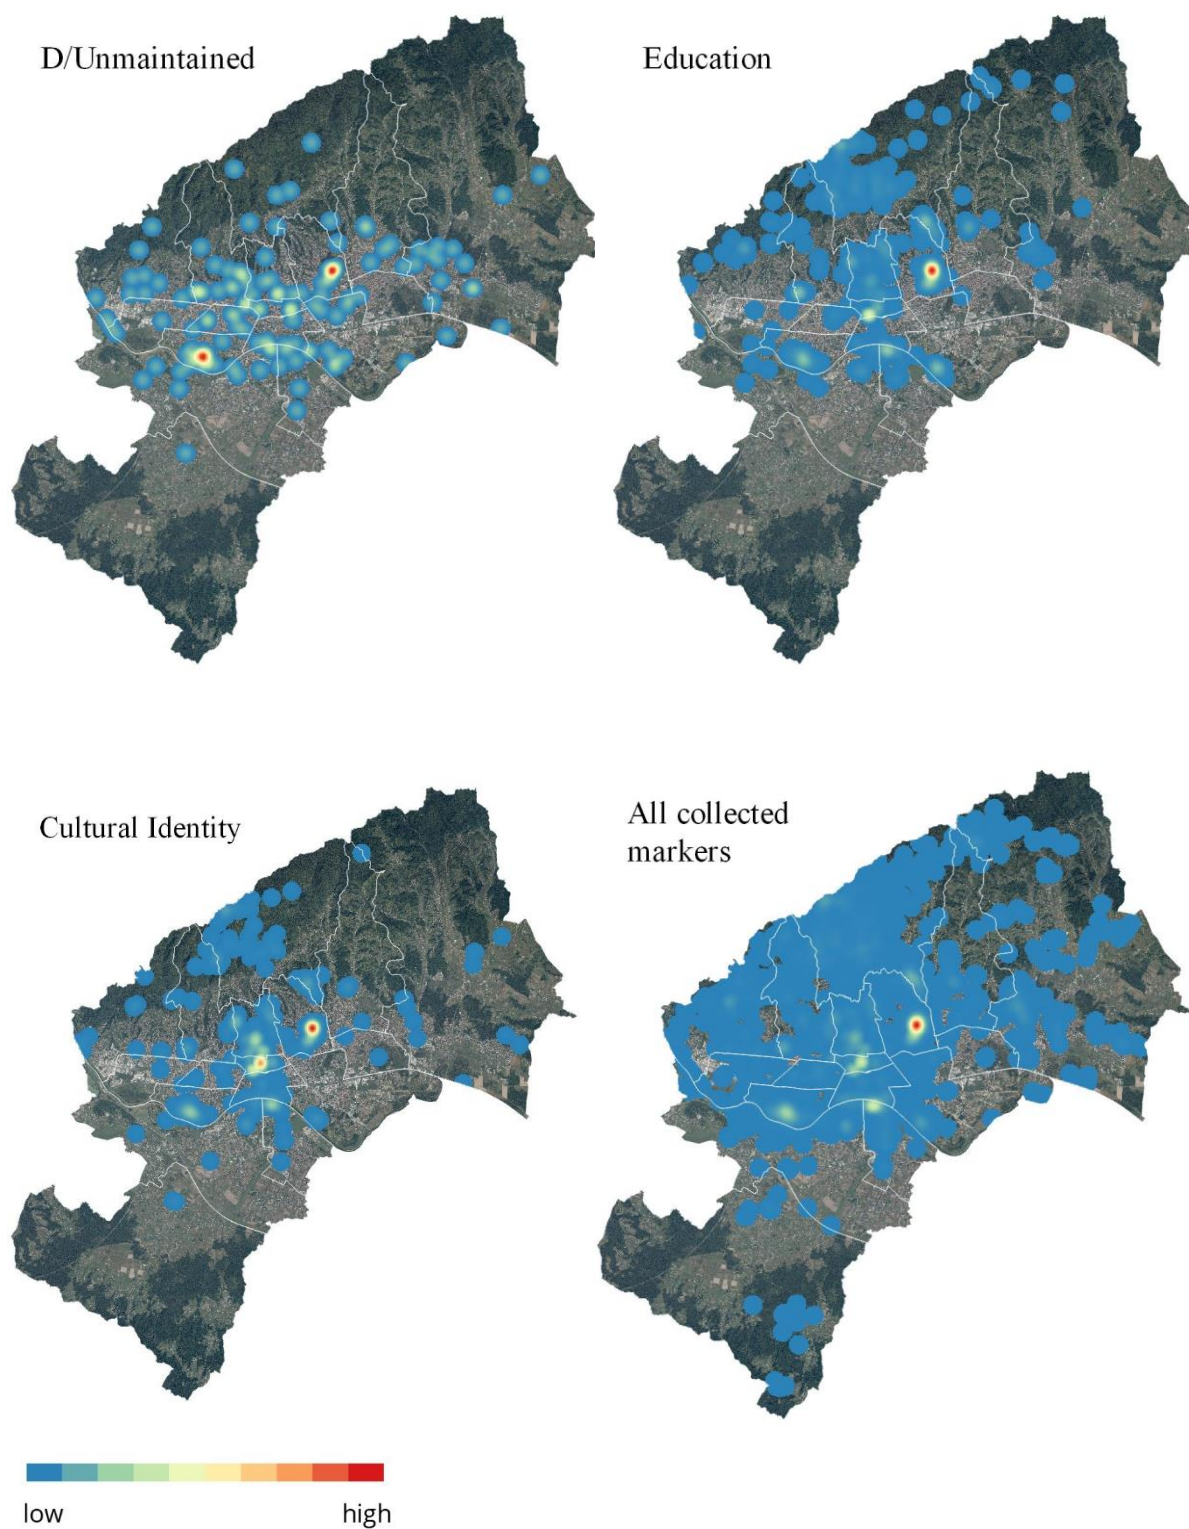 D/Unmaintained
Education
Cultural Identity
All collected
markers
low
high